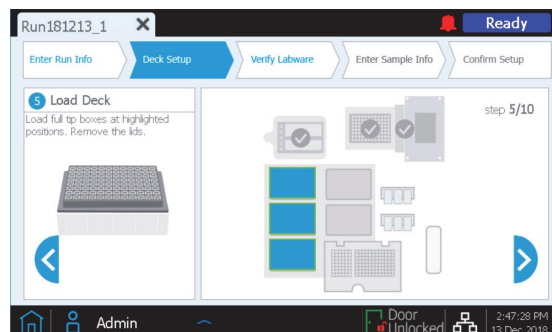 Run181213_1
Ready
Enter Run Info
Deck Setup
Verify Labware
Enter Sample Info
Confirm Setup
5 Load Deck
Load full tip boxes at highlighted
positions. Remove the lids.
step 5/10
Admin
Door
Unlocked
2:47:28 PM
13 Dec 2018